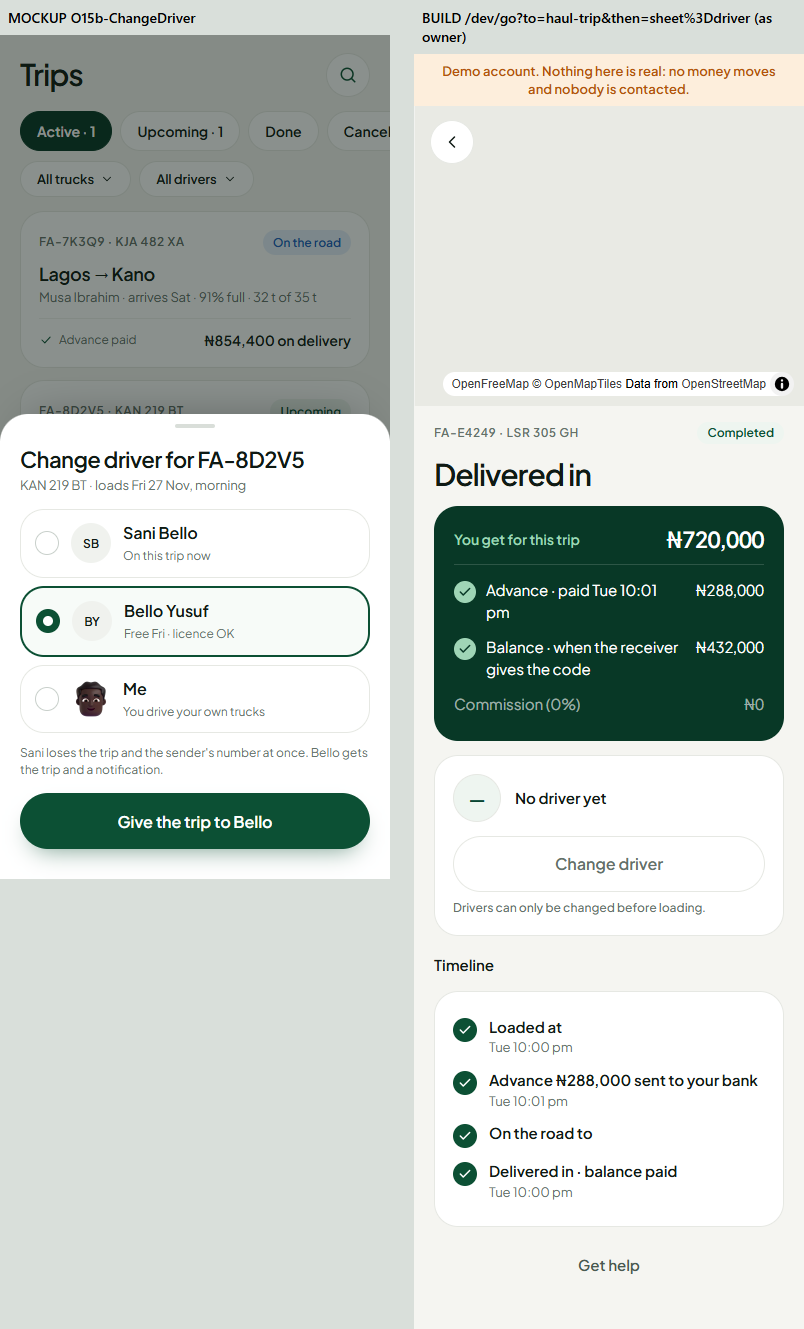 MOCKUP O15b-ChangeDriver
Trips
Active · 1
Upcoming · 1
Done
Cancel
All trucks
All drivers
FA-7K3Q9 · KJA 482 XA
On the road
Lagos → Kano
Musa Ibrahim · arrives Sat · 91% full · 32 t of 35 t
Advance paid
₦854,400 on delivery
FA-8D2V5 · KAN 219 BT
Upcoming
Change driver for FA-8D2V5
KAN 219 BT · loads Fri 27 Nov, morning
SB
Sani Bello
On this trip now
BY
Bello Yusuf
Free Fri · licence OK
Me
You drive your own trucks
Sani loses the trip and the sender's number at once. Bello gets
the trip and a notification.
Give the trip to Bello
BUILD /dev/go?to=haul-trip&then=sheet%3Ddriver (as
owner)
Demo account. Nothing here is real: no money moves
and nobody is contacted.
OpenFreeMap © OpenMapTiles Data from OpenStreetMap
FA-E4249 · LSR 305 GH
Completed
Delivered in
You get for this trip
₦720,000
Advance · paid Tue 10:01
pm
₦288,000
Balance · when the receiver
gives the code
₦432,000
Commission (0%)
₦0
No driver yet
Change driver
Drivers can only be changed before loading.
Timeline
Loaded at
Tue 10:00 pm
Advance ₦288,000 sent to your bank
Tue 10:01 pm
On the road to
Delivered in · balance paid
Tue 10:00 pm
Get help